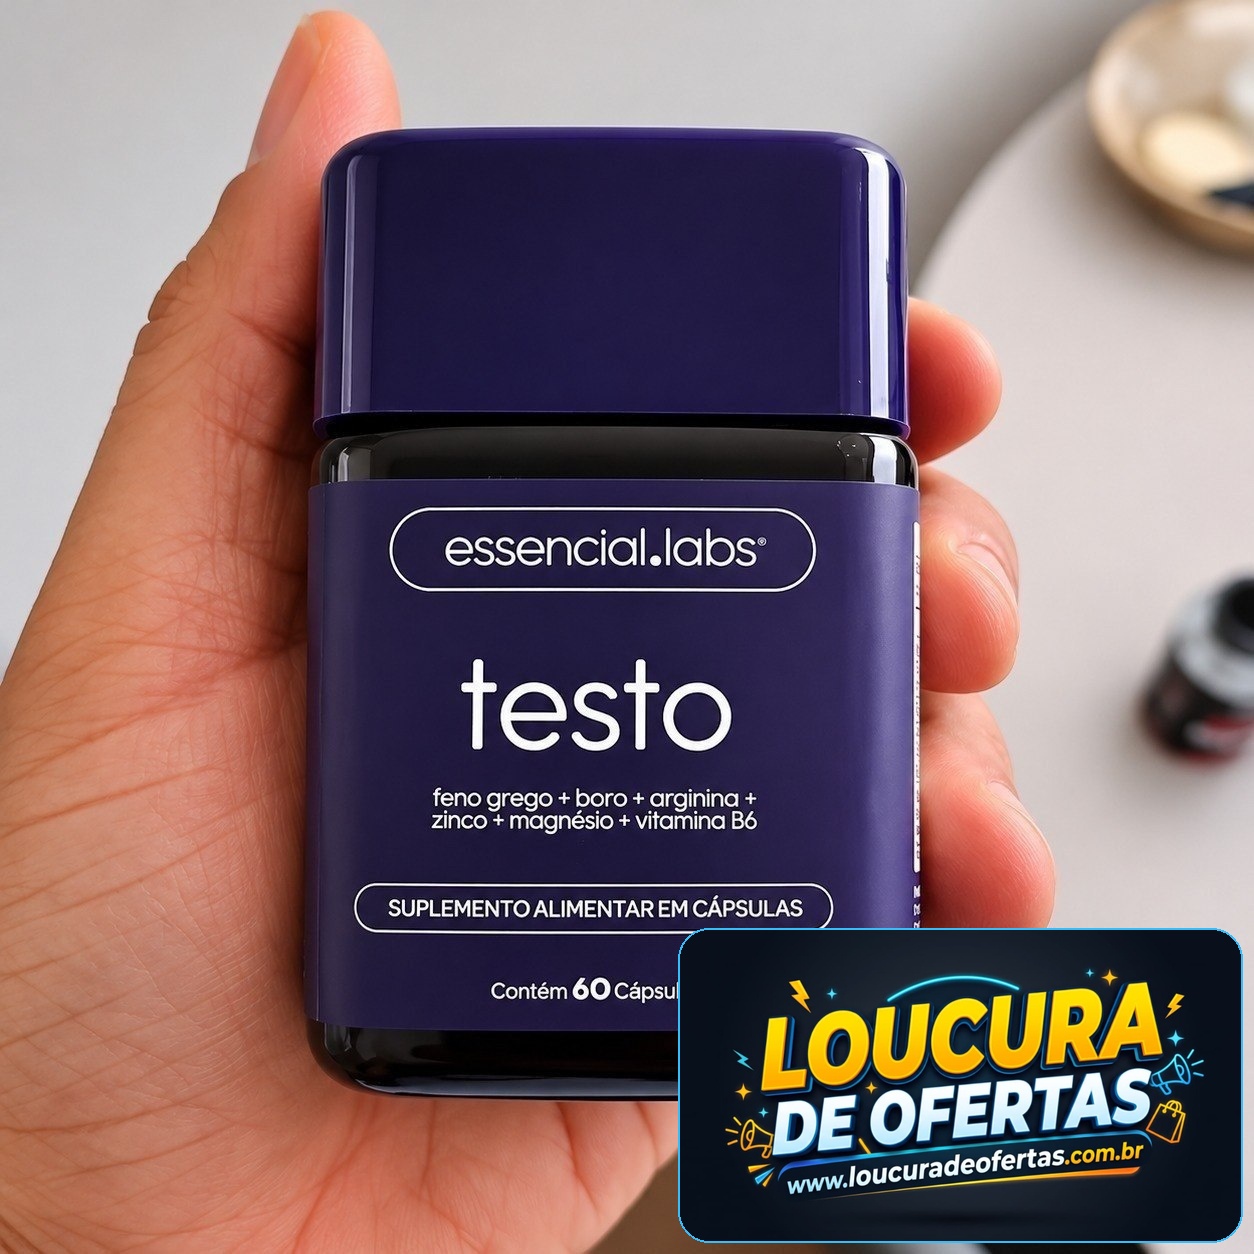 essencial.labs®
testo
feno grego + boro + arginina +
zinco + magnésio + vitamina B6
SUPLEMENTO ALIMENTAR EM CÁPSULAS
Contém 60 Cápsul
LOUCURA
DE OFERTAS
www.loucuradeofertas.com.br